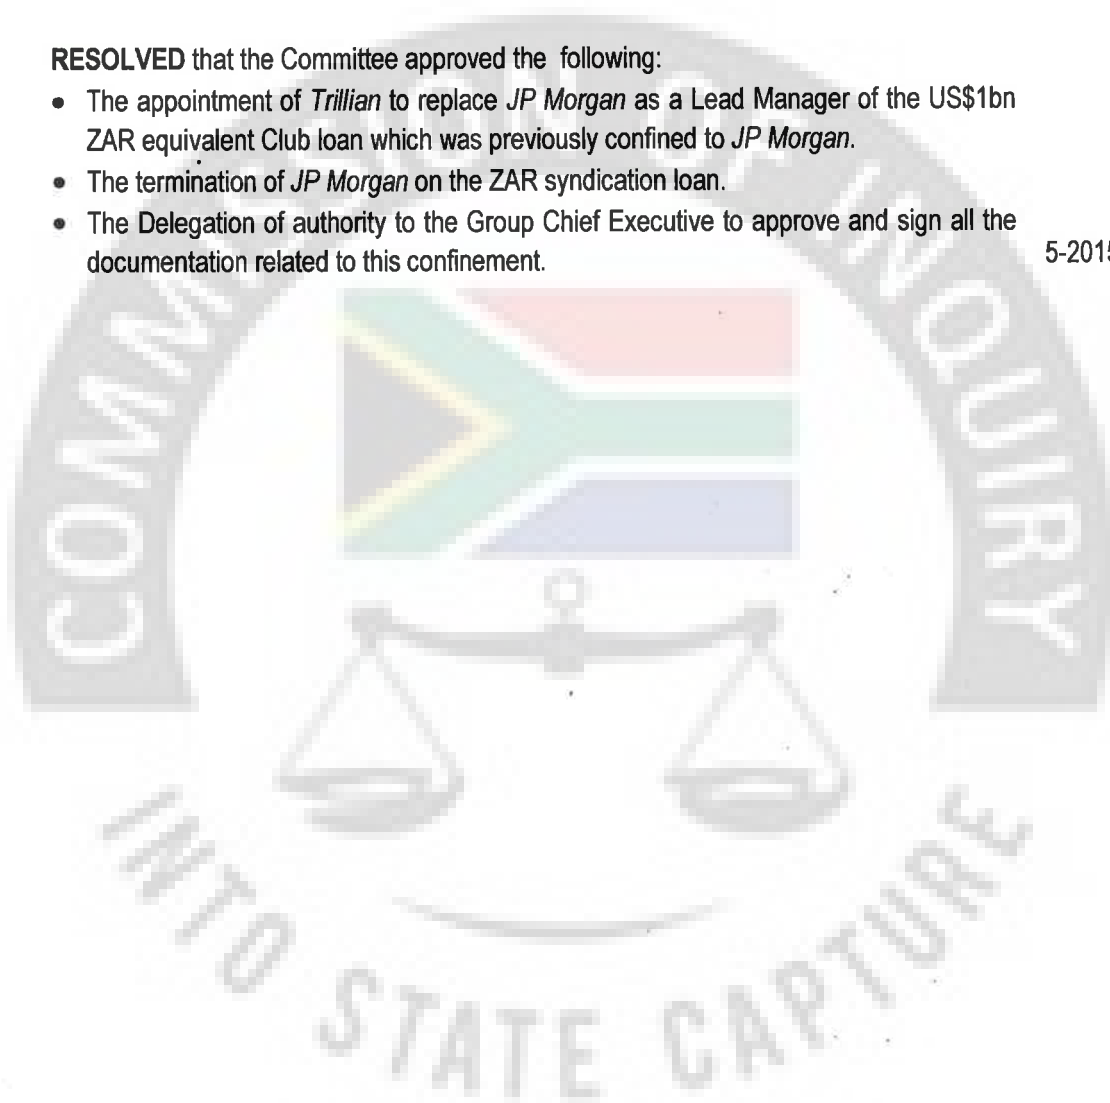 RESOLVED that the Committee approved the following:
• The appointment of Trillian to replace JP Morgan as a Lead Manager of the US$1bn
ZAR equivalent Club loan which was previously confined to JP Morgan.
• The termination of JP Morgan on the ZAR syndication loan.
• The Delegation of authority to the Group Chief Executive to approve and sign all the
documentation related to this confinement.
5-2015
COMMISSION OF INQUIRY
INTO STATE CAPTURE